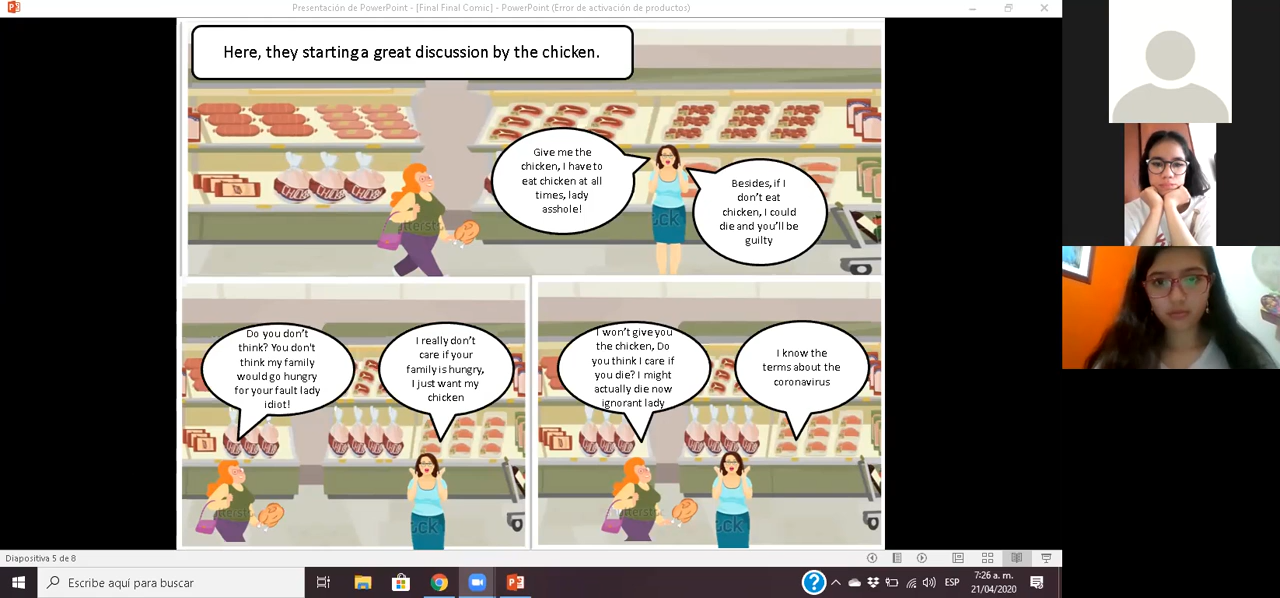 Presentación de PowerPoint - [Final Final Comic] - PowerPoint (Error de activación de productos)
Here, they starting a great discussion by the chicken.
Give me the
chicken, I have to
eat chicken at all
times, lady
asshole!
Besides, if I
don't eat
chicken, I could
die and you'll be
guilty
Do you don't
think? You don't
think my family
would go hungry
for your fault lady
idiot!
I really don't
care if your
family is hungry,
I just want my
chicken
I won't give you
the chicken, Do
you think I care if
you die? I might
actually die now
ignorant lady
I know the
terms about the
coronavirus
Diapositiva 5 de 8
Escribe aquí para buscar
ESP
7:26 a. m.
21/04/2020